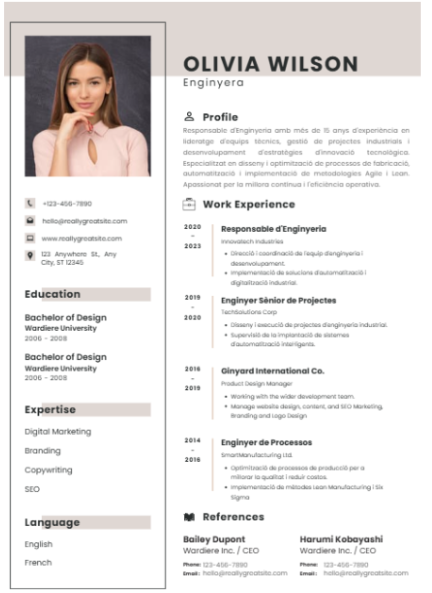 OLIVIA WILSON
Enginyera
+123-456-7890
hello@reallygreatsite.com
www.reallygreatsite.com
123 Anywhere St., Any
City, ST 12345
Education
Bachelor of Design
Wardiere University
2006 - 2008
Bachelor of Design
Wardiere University
2006 - 2008
Expertise
Digital Marketing
Branding
Copywriting
SEO
Language
English
French
Profile
Responsable d'Enginyeria amb més de 15 anys d'experiència en
lideratge d'equips tècnics, gestió de projectes industrials i
desenvolupament d'estratègies d'innovació tecnològica.
Especialitzat en disseny i optimització de processos de fabricació,
automatització i implementació de metodologies Agile i Lean.
Apassionat per la millora contínua i l'eficiència operativa.
Work Experience
2020
-
2023
Responsable d'Enginyeria
Innovatech Industries
• Direcció i coordinació de l'equip d'enginyeria i
desenvolupament.
• Implementació de solucions d'automatització i
digitalització industrial.
2019
-
2020
Enginyer Sènior de Projectes
TechSolutions Corp
• Disseny i execució de projectes d'enginyeria industrial.
• Supervisió de la implantació de sistemes
d'automatització intel·ligents.
2016
-
2019
Ginyard International Co.
Product Design Manager
• Working with the wider development team.
• Manage website design, content, and SEO Marketing,
Branding and Logo Design
2014
-
2016
Enginyer de Processos
SmartManufacturing Ltd.
• Optimització de processos de producció per a
millorar la qualitat i reduir costos.
• Implementació de mètodes Lean Manufacturing i Six
Sigma
References
Bailey Dupont
Wardiere Inc. / CEO
Phone: 123-456-7890
Email: hello@reallygreatsite.com
Harumi Kobayashi
Wardiere Inc. / CEO
Phone: 123-456-7890
Email: hello@reallygreatsite.com